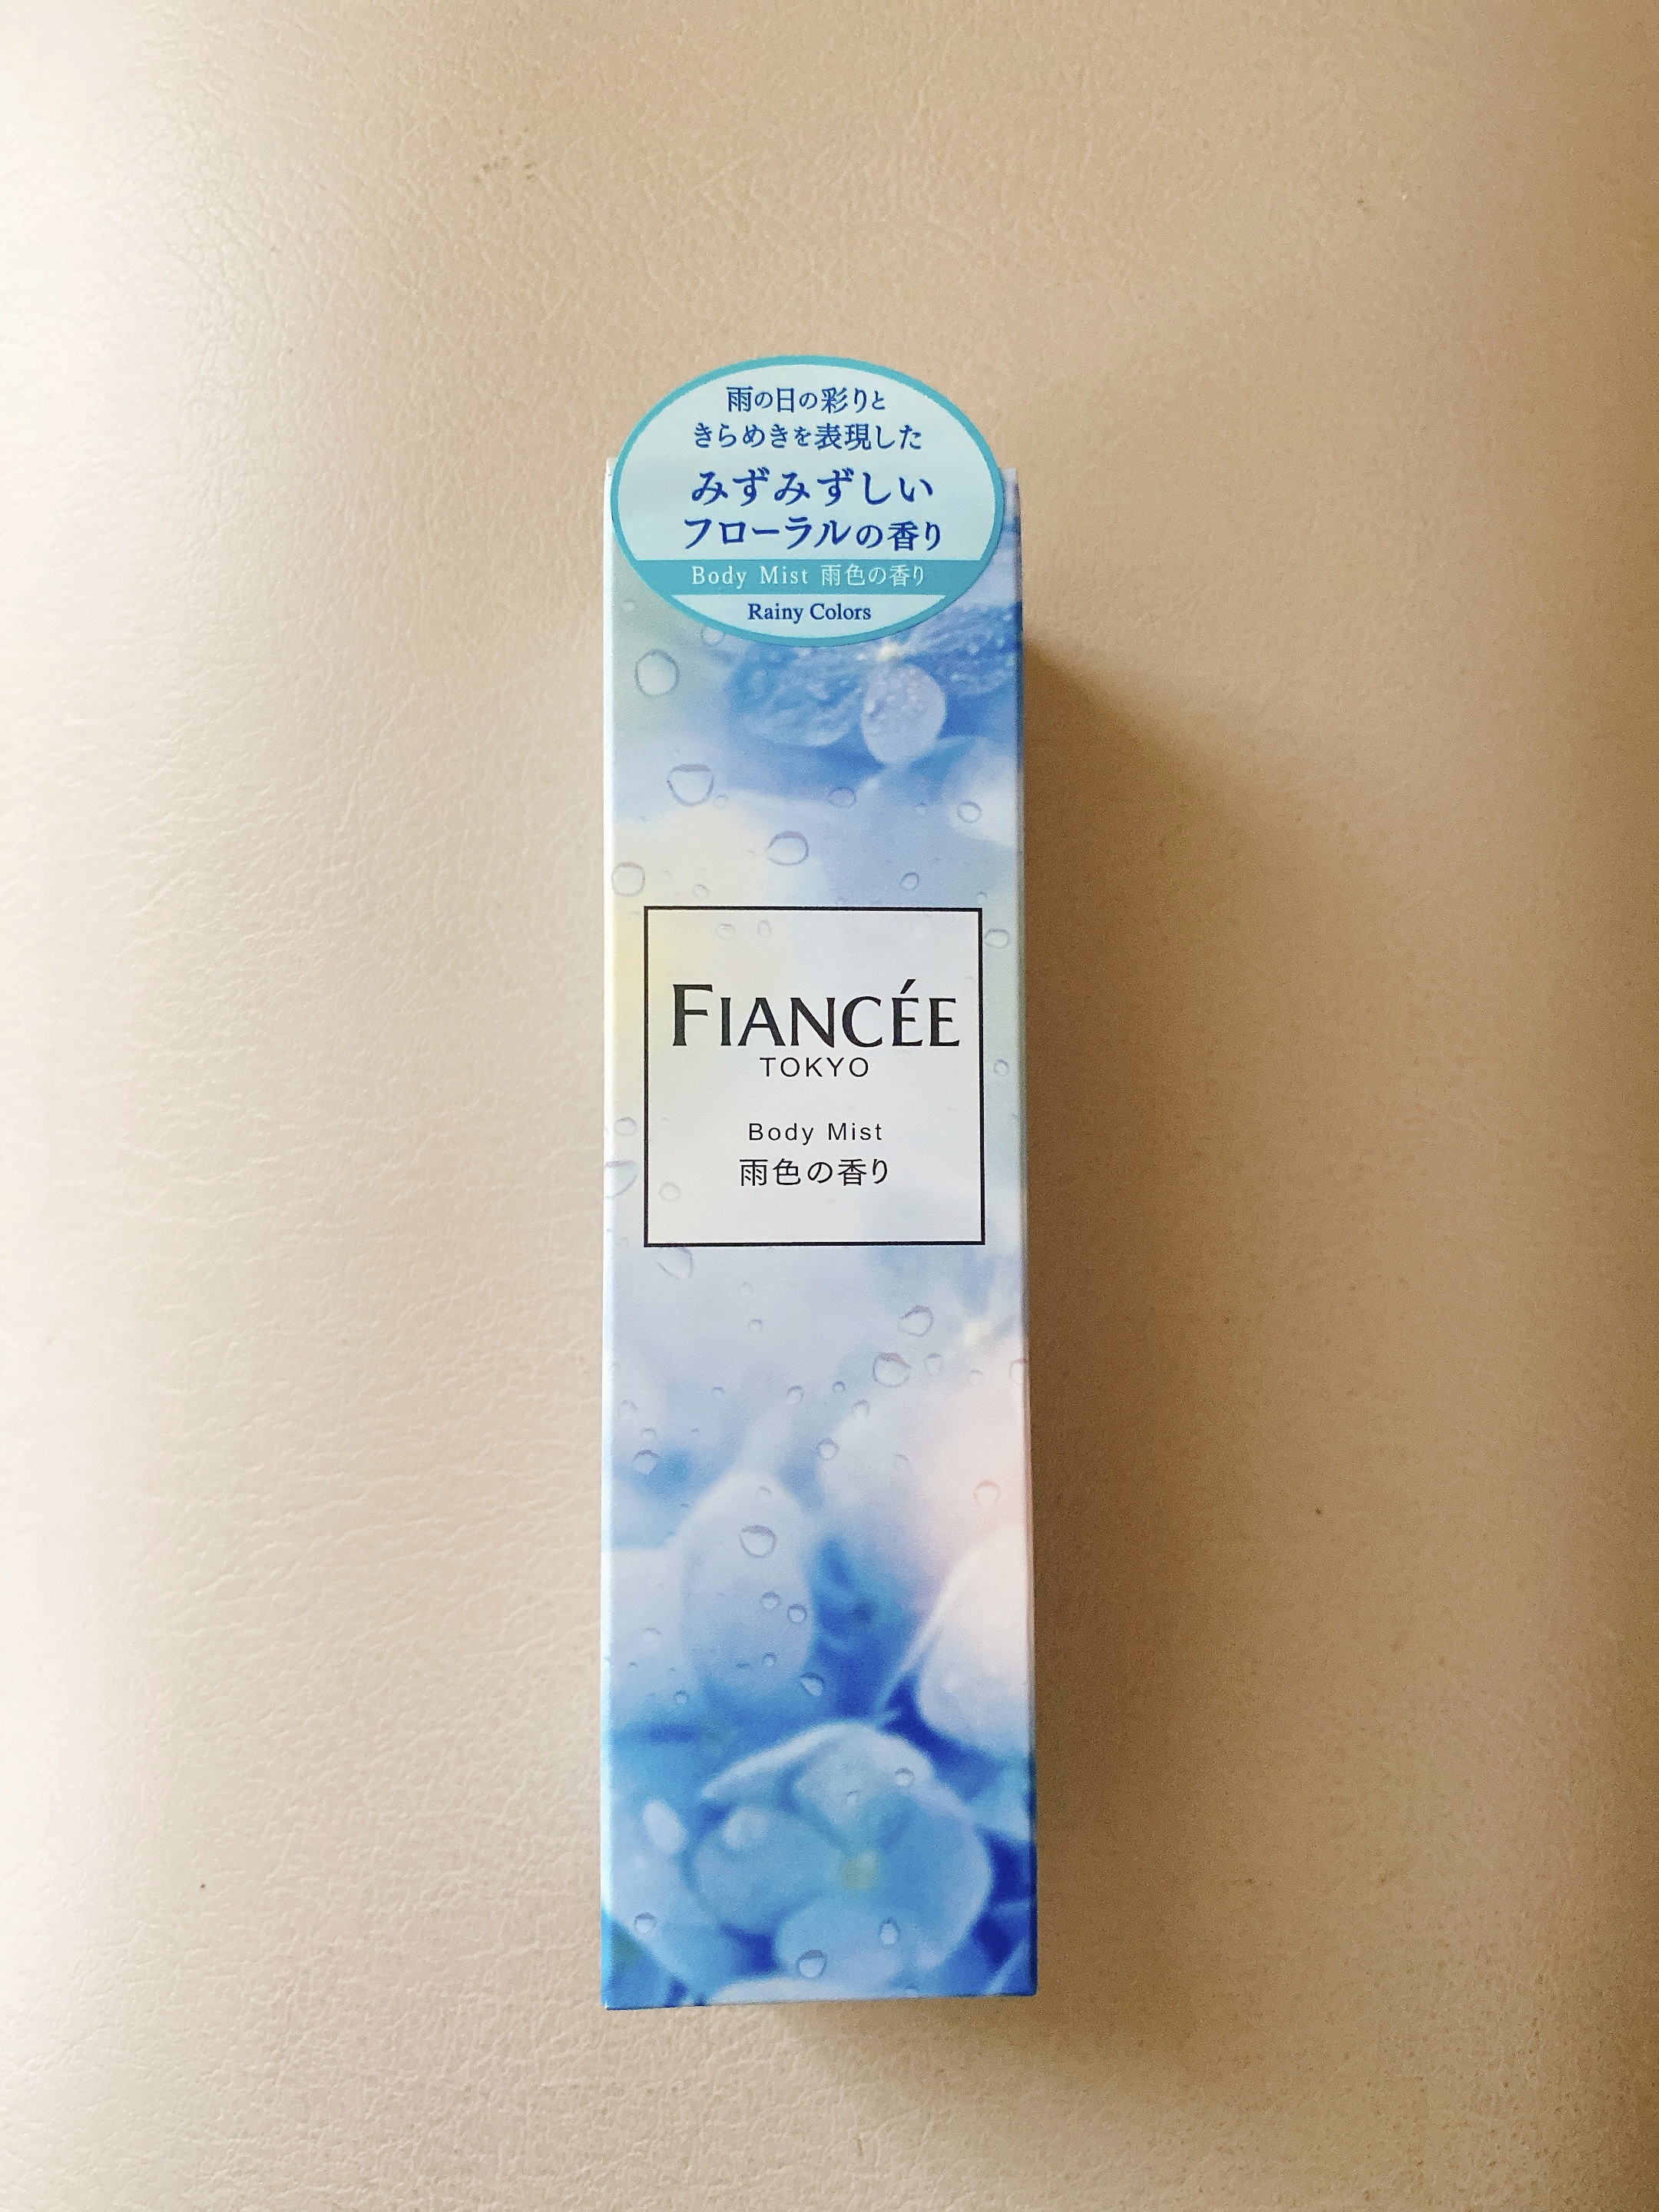 雨の日の彩りと
きらめきを表現した
みずみずしい
フローラルの香り
Body Mist 雨色の香り
Rainy Colors
FIANCÉE
TOKYO
Body Mist
雨色の香り